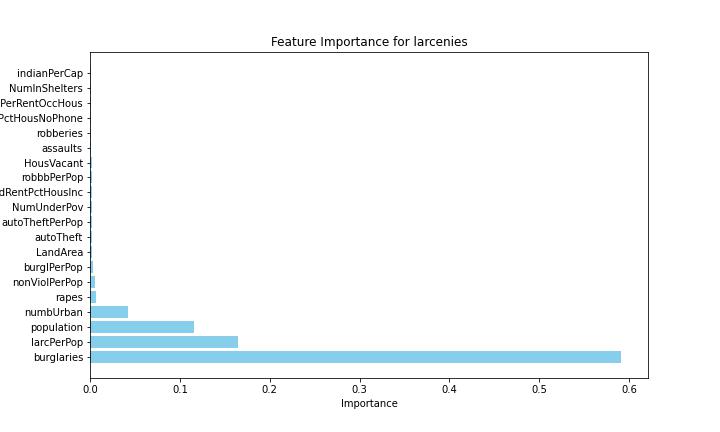 Feature Importance for larcenies
indianPerCap
NumInShelters
PerRentOccHous
PctHousNoPhone
robberies
assaults
HousVacant
robbbPerPop
dRentPctHousInc
NumUnderPov
autoTheftPerPop
autoTheft
LandArea
burglPerPop
nonViolPerPop
rapes
numbUrban
population
larcPerPop
burglaries
0.0 0.1 0.2 0.3 0.4 0.5 0.6
Importance